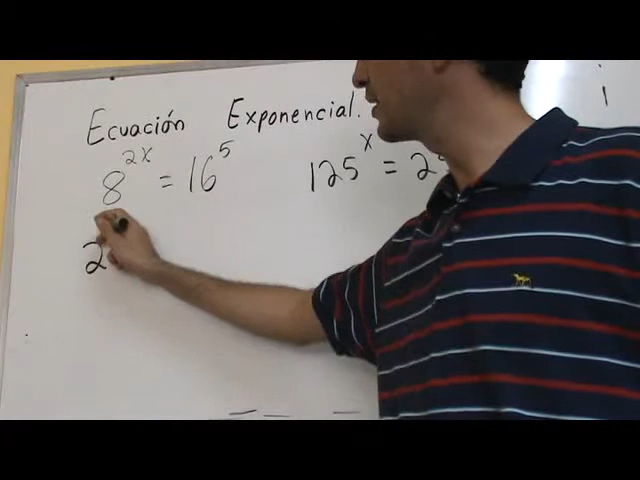 Ecuación Exponencial.
8^{2x} = 16^5 125^x = 2
2